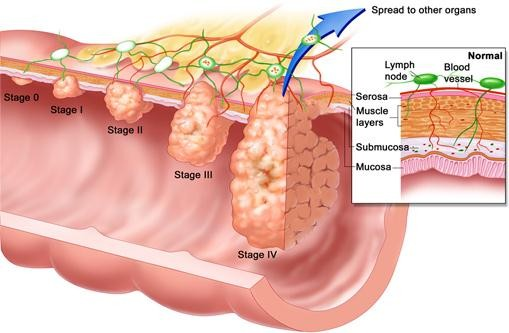 Spread to other organs
Normal
Lymph
node
Blood
vessel
Serosa
Muscle
layers
Submucosa
Mucosa
Stage 0
Stage I
Stage II
Stage III
Stage IV